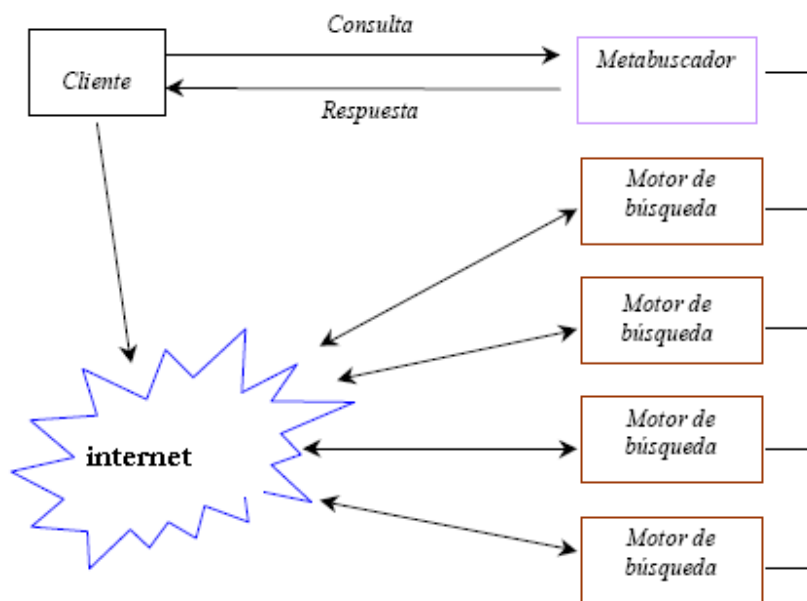 Consulta
Cliente
Metabuscador
Respuesta
Motor de
búsqueda
Motor de
búsqueda
internet
Motor de
búsqueda
Motor de
búsqueda